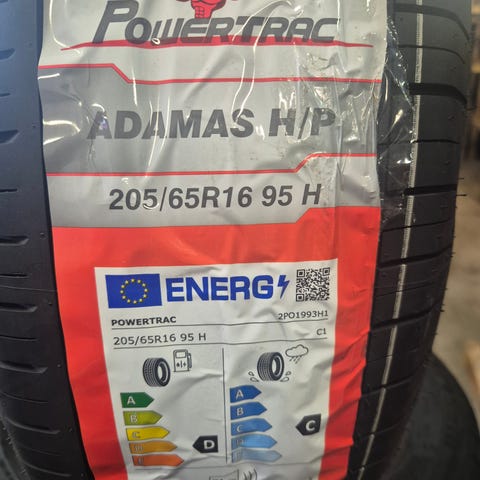 POWERTRAC
ADAMAS H/P
205/65R16 95 H
ENERG
POWERTRAC
2PO1993H1
205/65R16 95 H
C1
A
B
C
D
A
B
C
C